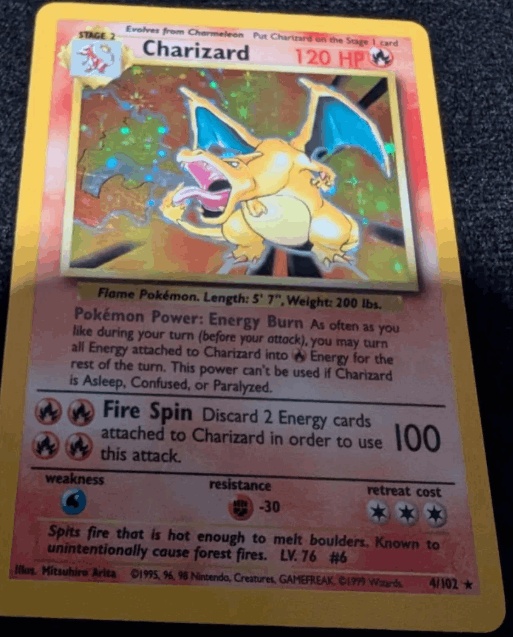 STAGE 2 Evolves from Charmeleon Put Charizard on the Stage 1 card
Charizard 120 HP
Flame Pokémon. Length: 5' 7", Weight: 200 lbs.
Pokémon Power: Energy Burn As often as you
like during your turn (before your attack), you may turn
all Energy attached to Charizard into Energy for the
rest of the turn. This power can't be used if Charizard
is Asleep, Confused, or Paralyzed.
Fire Spin Discard 2 Energy cards
attached to Charizard in order to use 100
this attack.
weakness resistance retreat cost
-30
Spits fire that is hot enough to melt boulders. Known to
unintentionally cause forest fires. LV. 76 #6
Illus. Mitsuhiro Arita ©1995, 96, 98 Nintendo, Creatures, GAMEFREAK. ©1999 Wizards. 4/102 ★